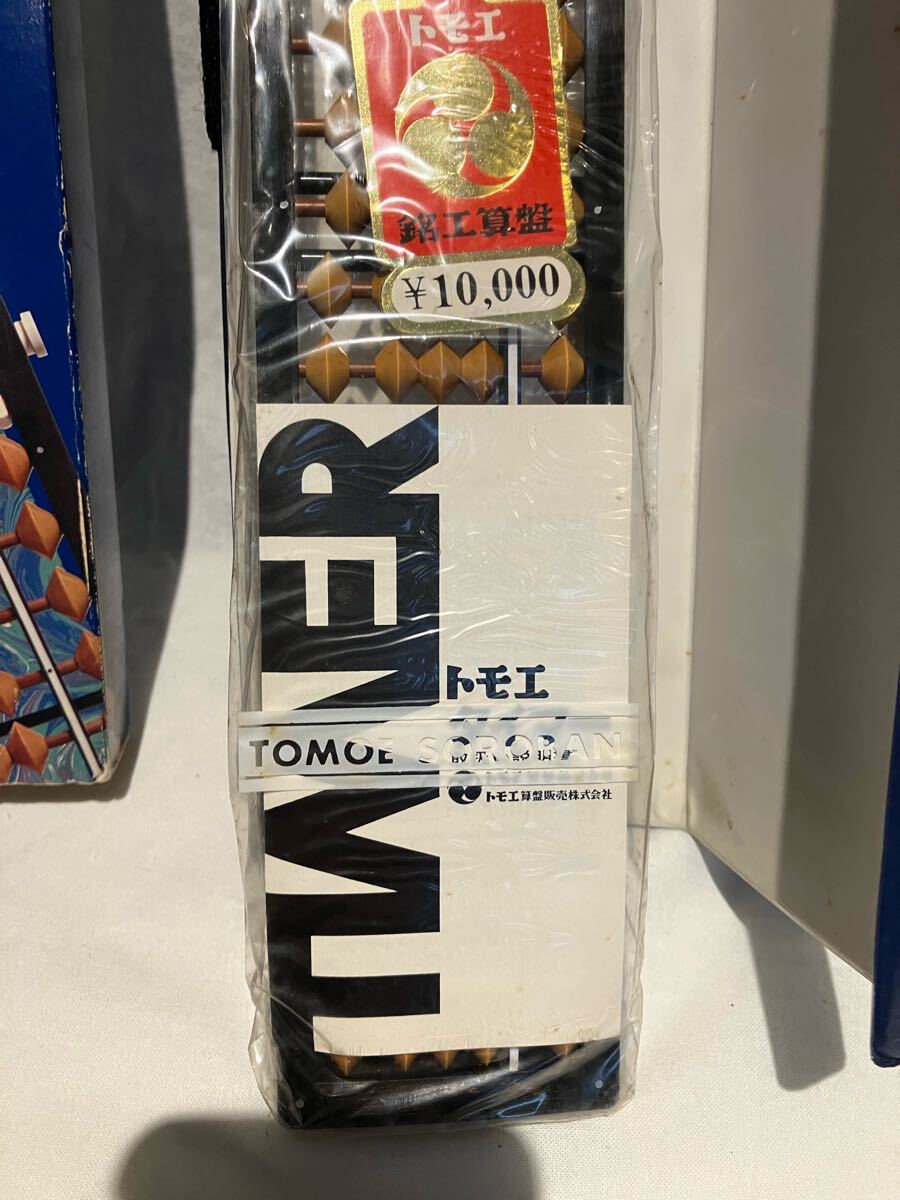 トモエ
銘工算盤
¥10,000
TIMER
トモエ
TOMOE SOROBAN
トモエ算盤販売株式会社